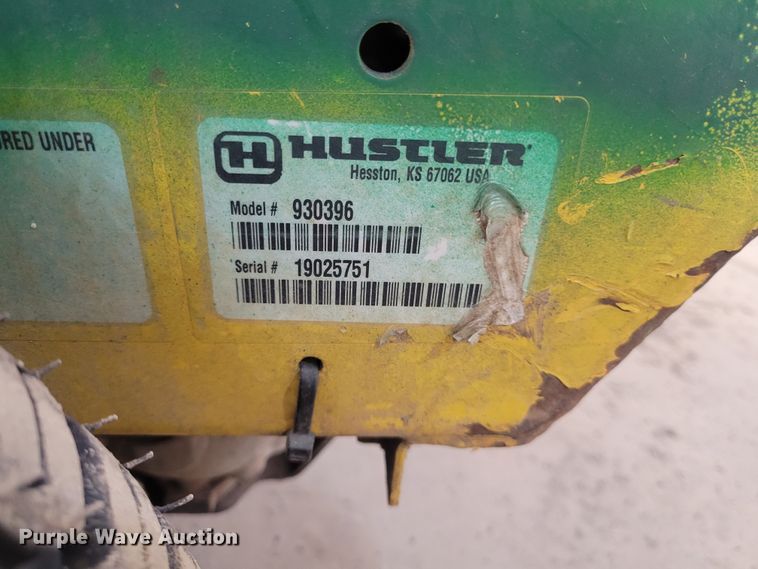 RED UNDER
H HUSTLER
Hesston, KS 67062 USA
Model # 930396
Serial # 19025751
Purple Wave Auction